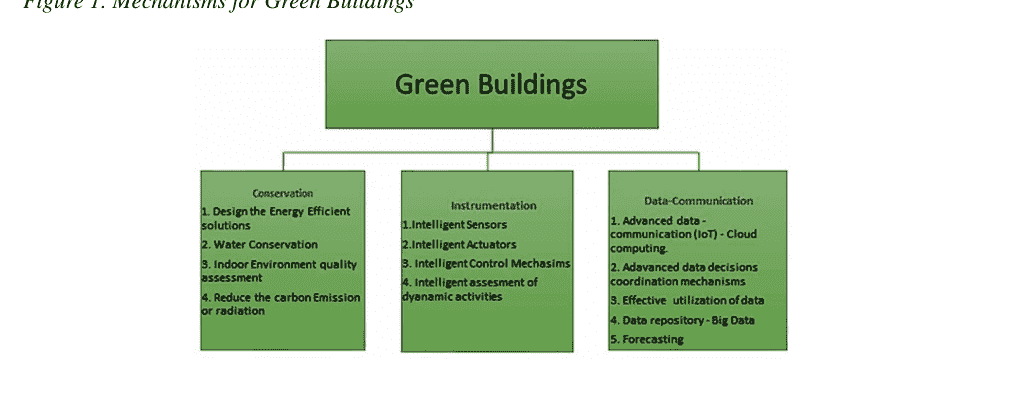 Figure 1. Mechanisms for Green Buildings
Green Buildings
Conservation
1. Design the Energy Efficient
solutions
2. Water Conservation
3. Indoor Environment quality
assessment
4. Reduce the carbon Emission
or radiation
Instrumentation
1.Intelligent Sensors
2.Intelligent Actuators
3. Intelligent Control Mechasims
4. Intelligent assesment of
dyanamic activities
Data-Communication
1. Advanced data -
communication (IoT) - Cloud
computing.
2. Adavanced data decisions
coordination mechanisms
3. Effective utilization of data
4. Data repository - Big Data
5. Forecasting